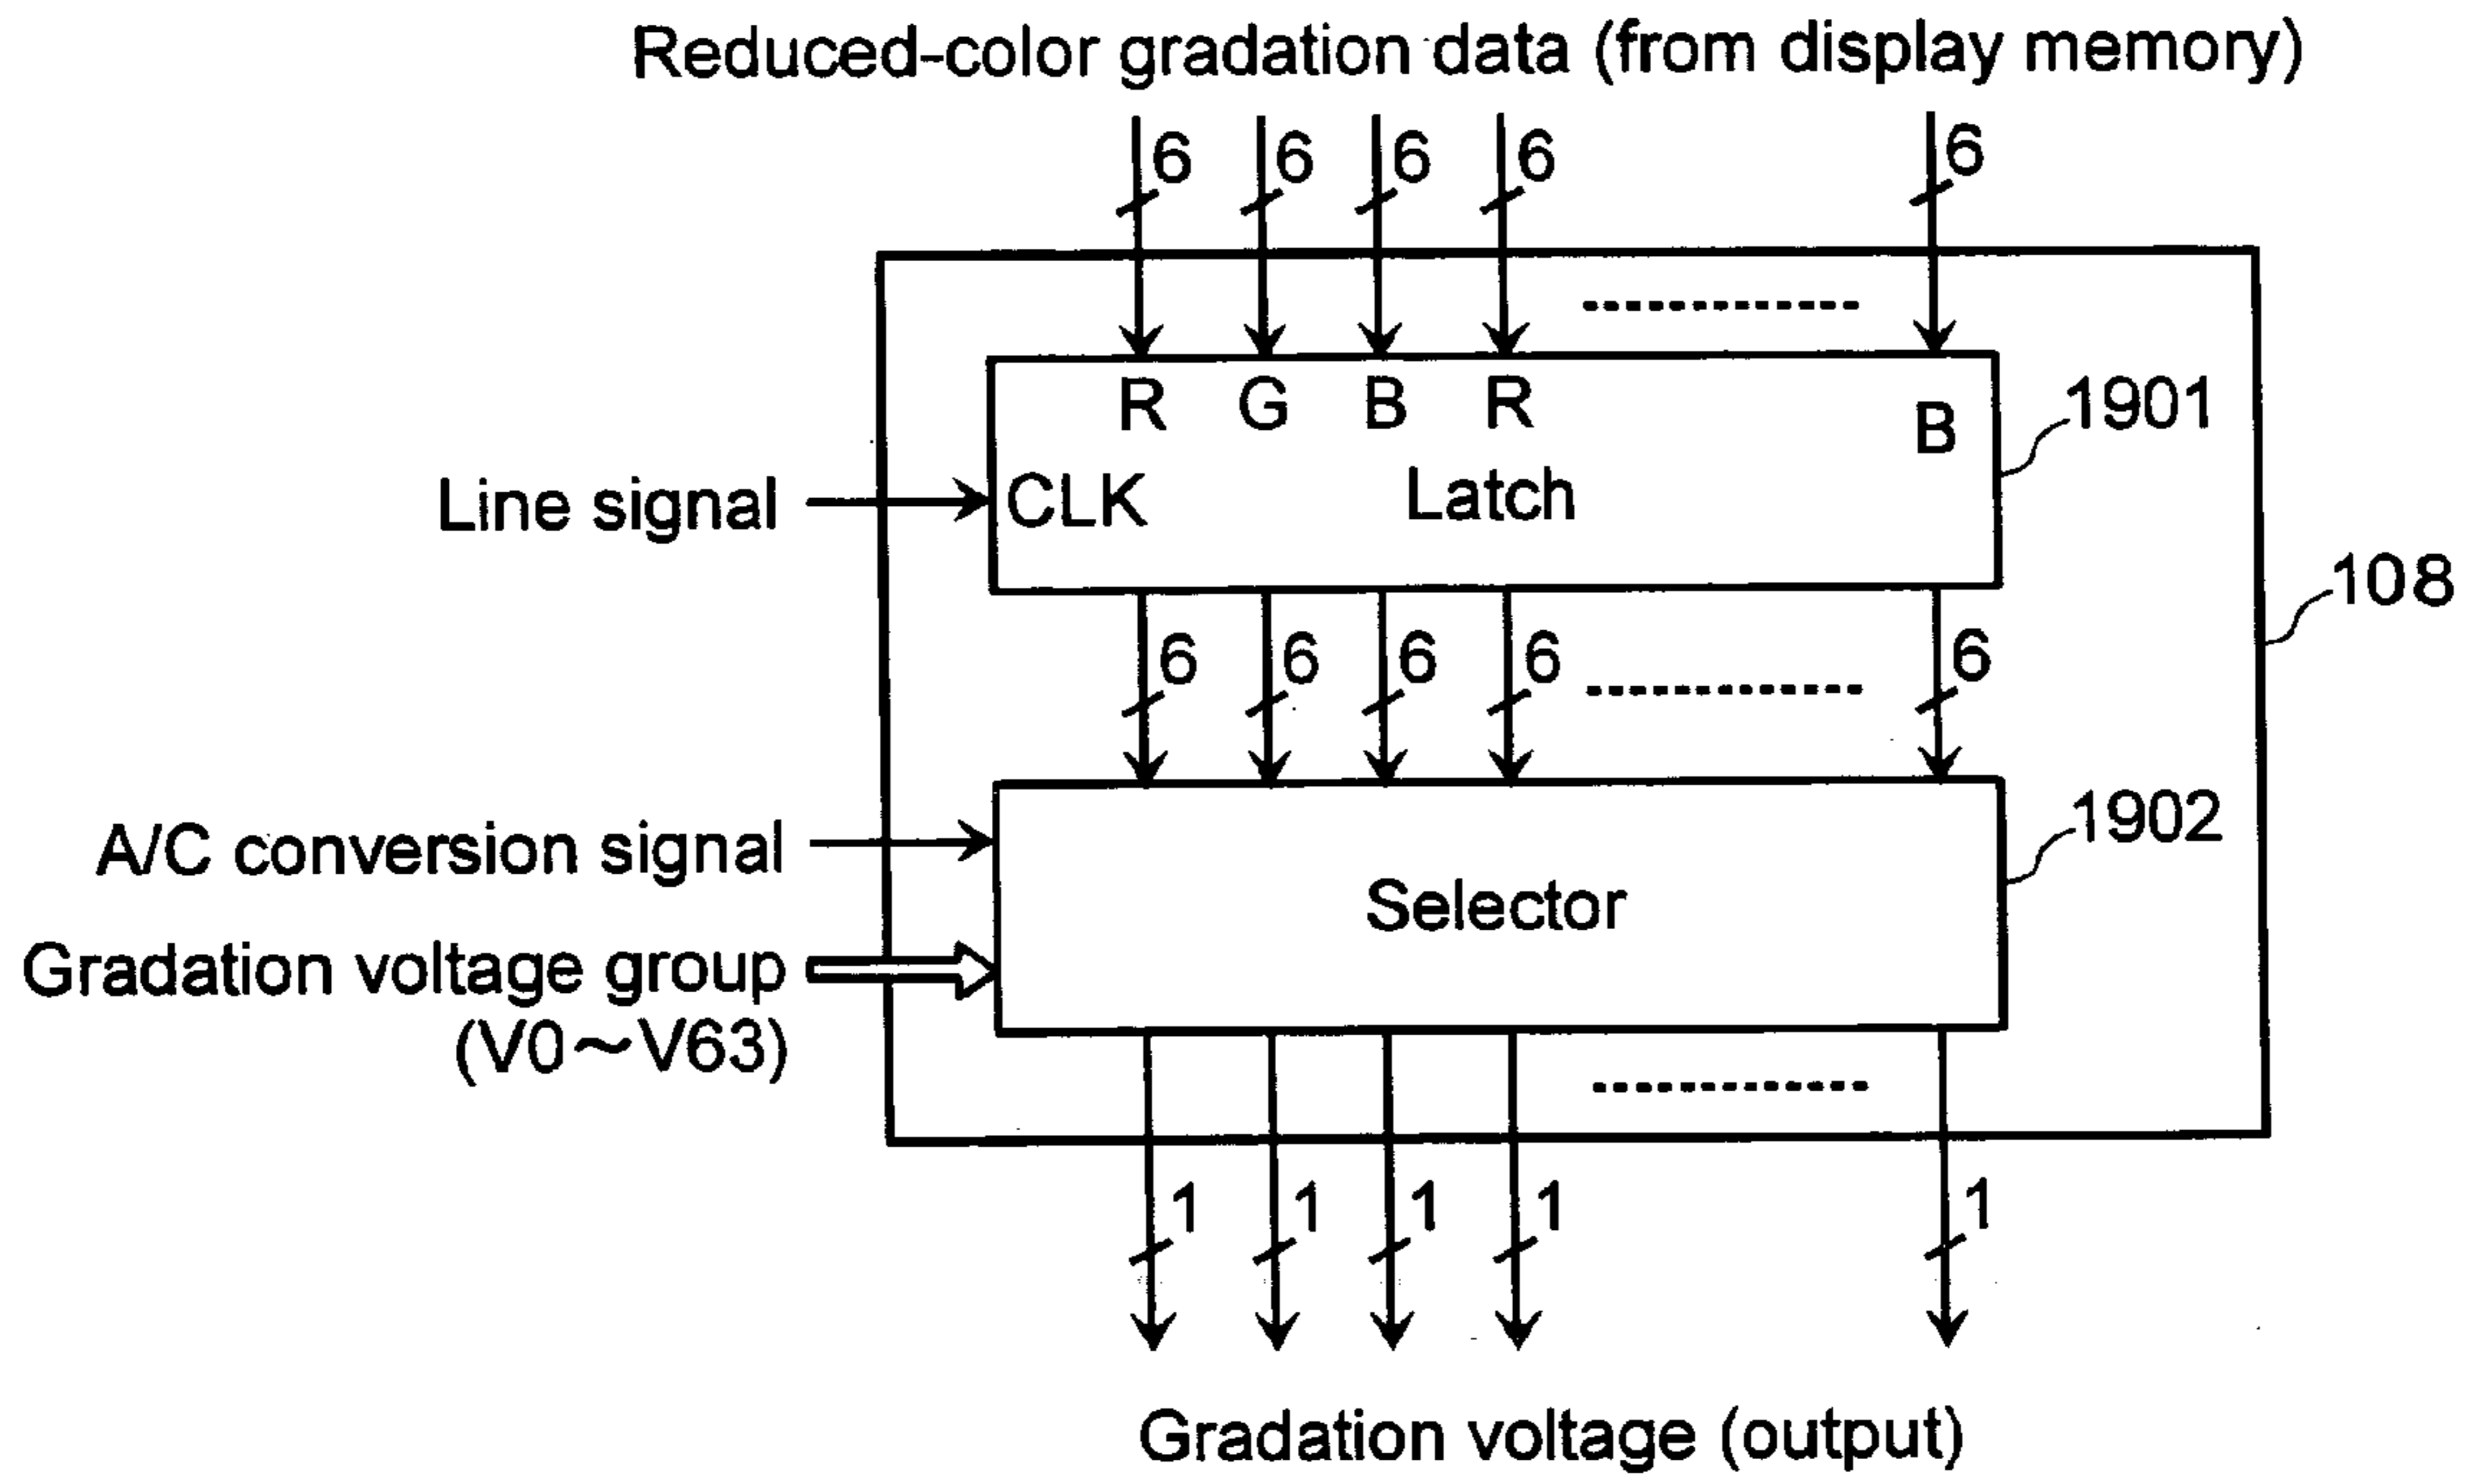 Reduced-color gradation data (from display memory)
6 6 6 6 6
R G B R B
1901
Line signal
CLK
Latch
108
6 6 6 6 6
1902
A/C conversion signal
Selector
Gradation voltage group
(V0～V63)
1 1 1 1 1
Gradation voltage (output)